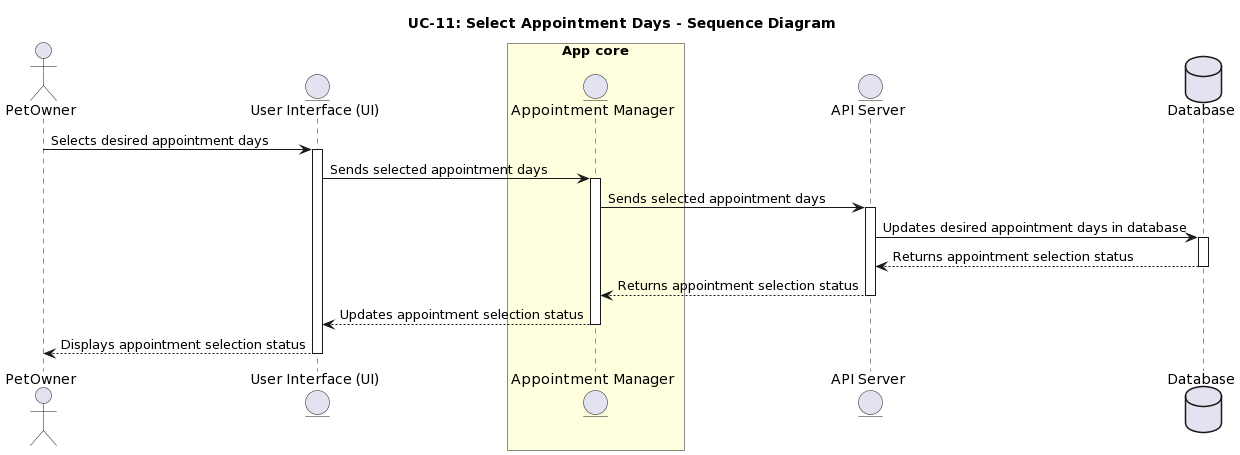 UC-11: Select Appointment Days - Sequence Diagram
App core
PetOwner
User Interface (UI)
Appointment Manager
API Server
Database
Selects desired appointment days
Sends selected appointment days
Sends selected appointment days
Updates desired appointment days in database
Returns appointment selection status
Returns appointment selection status
Updates appointment selection status
Displays appointment selection status
PetOwner
User Interface (UI)
Appointment Manager
API Server
Database